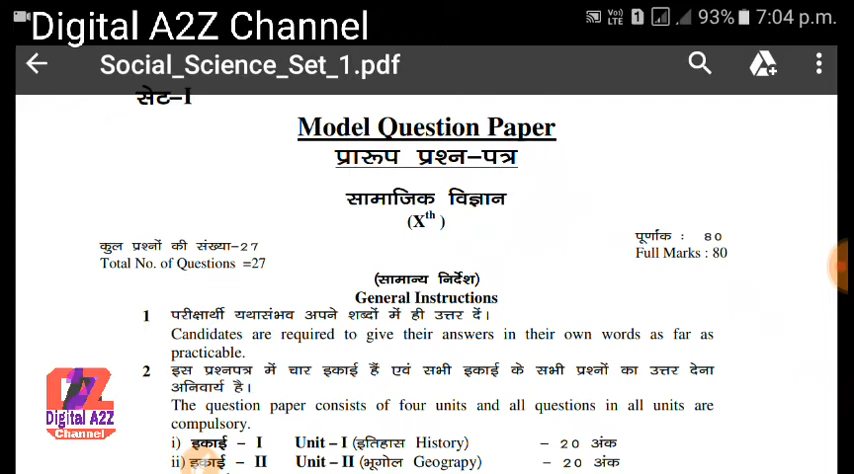 Digital A2Z Channel
Vo) LTE 1 93% 7:04 p.m.
Social_Science_Set_1.pdf
सेट–I
Model Question Paper
प्रारूप प्रश्न–पत्र
सामाजिक विज्ञान
(Xth )
कुल प्रश्नों की संख्या–27
पूर्णांक : 80
Total No. of Questions =27
Full Marks : 80
(सामान्य निर्देश)
General Instructions
1 परीक्षार्थी यथासंभव अपने शब्दों में ही उत्तर दें।
Candidates are required to give their answers in their own words as far as
practicable.
2 इस प्रश्नपत्र में चार इकाई हैं एवं सभी इकाई के सभी प्रश्नों का उत्तर देना
अनिवार्य है।
The question paper consists of four units and all questions in all units are
compulsory.
i) इकाई – I Unit–I (इतिहास History) – 20 अंक
ii) इकाई – II Unit–II (भूगोल Geograpy) – 20 अंक
A2Z
Digital A2Z
Channel